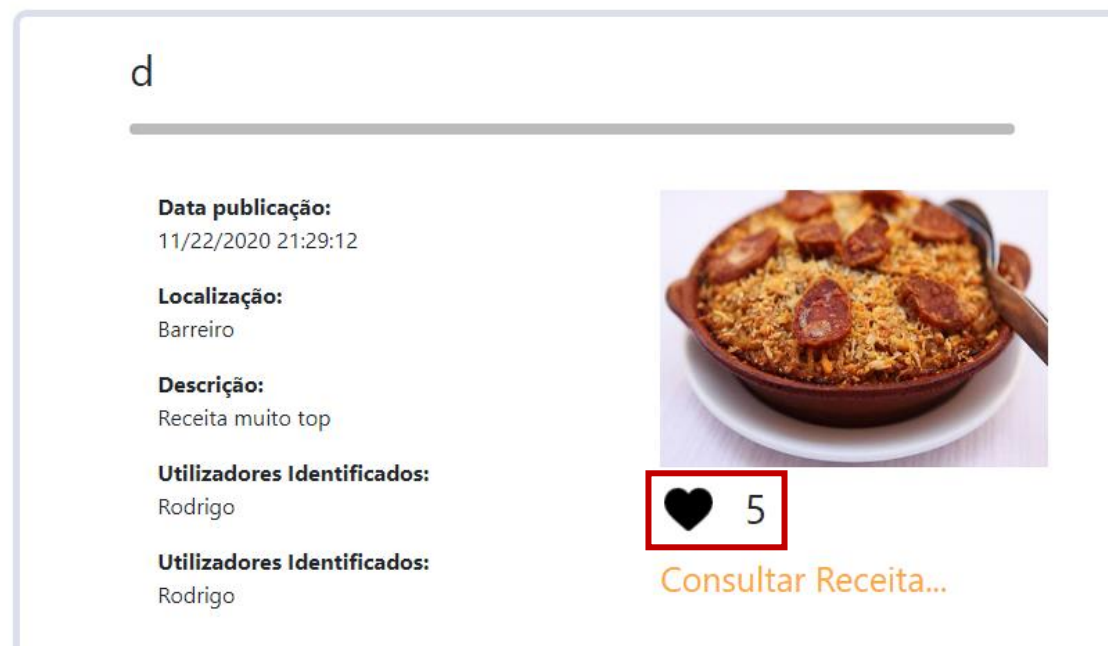 d
Data publicação:
11/22/2020 21:29:12
Localização:
Barreiro
Descrição:
Receita muito top
Utilizadores Identificados:
Rodrigo
Utilizadores Identificados:
Rodrigo
5
Consultar Receita...